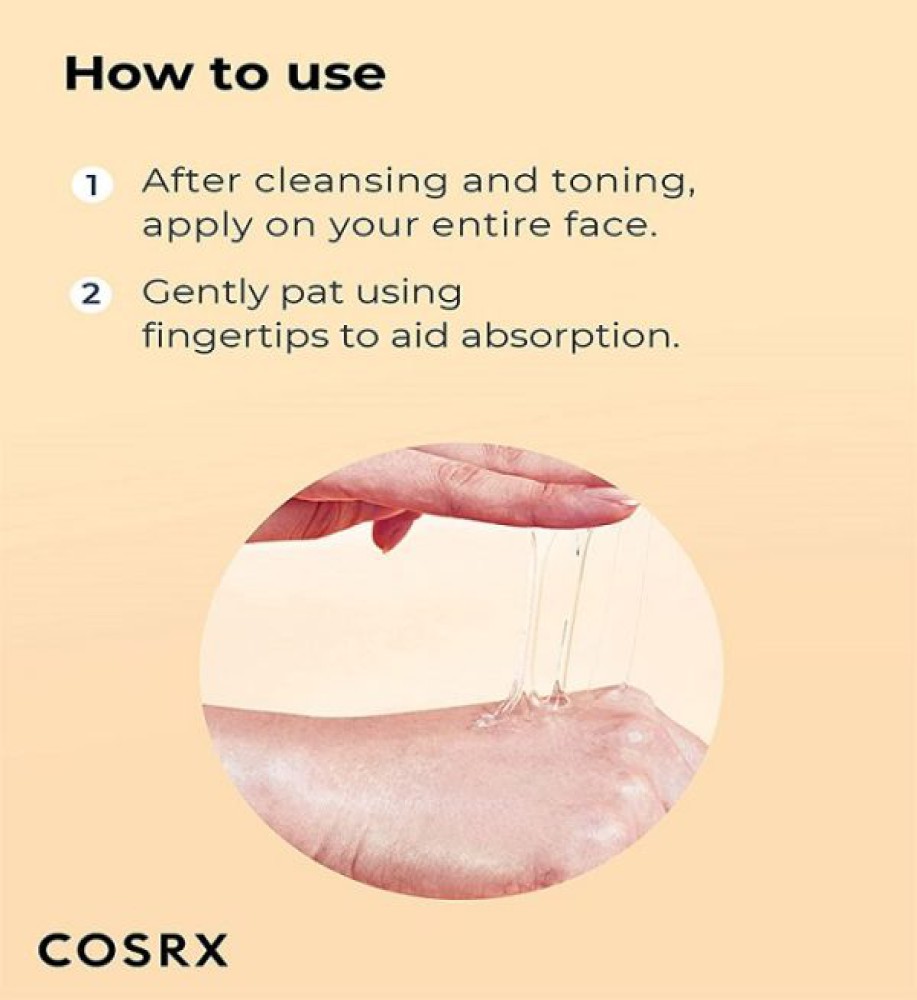 How to use
1 After cleansing and toning,
apply on your entire face.
2 Gently pat using
fingertips to aid absorption.
COSRX